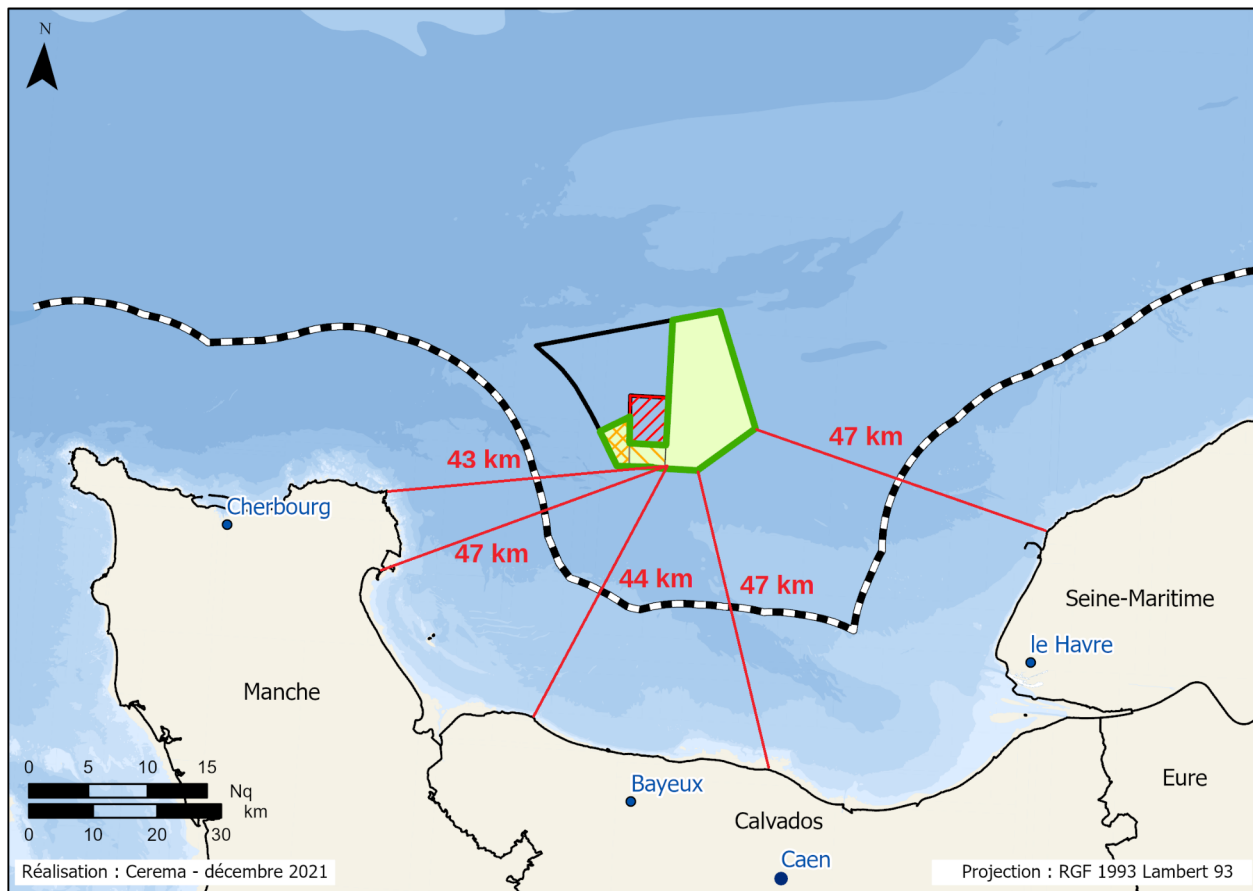 N
43 km
47 km
Cherbourg
47 km
44 km
47 km
Seine-Maritime
le Havre
Manche
0 5 10 15
Nq
km
0 10 20 30
Bayeux
Eure
Calvados
Caen
Réalisation : Cerema - décembre 2021
Projection : RGF 1993 Lambert 93